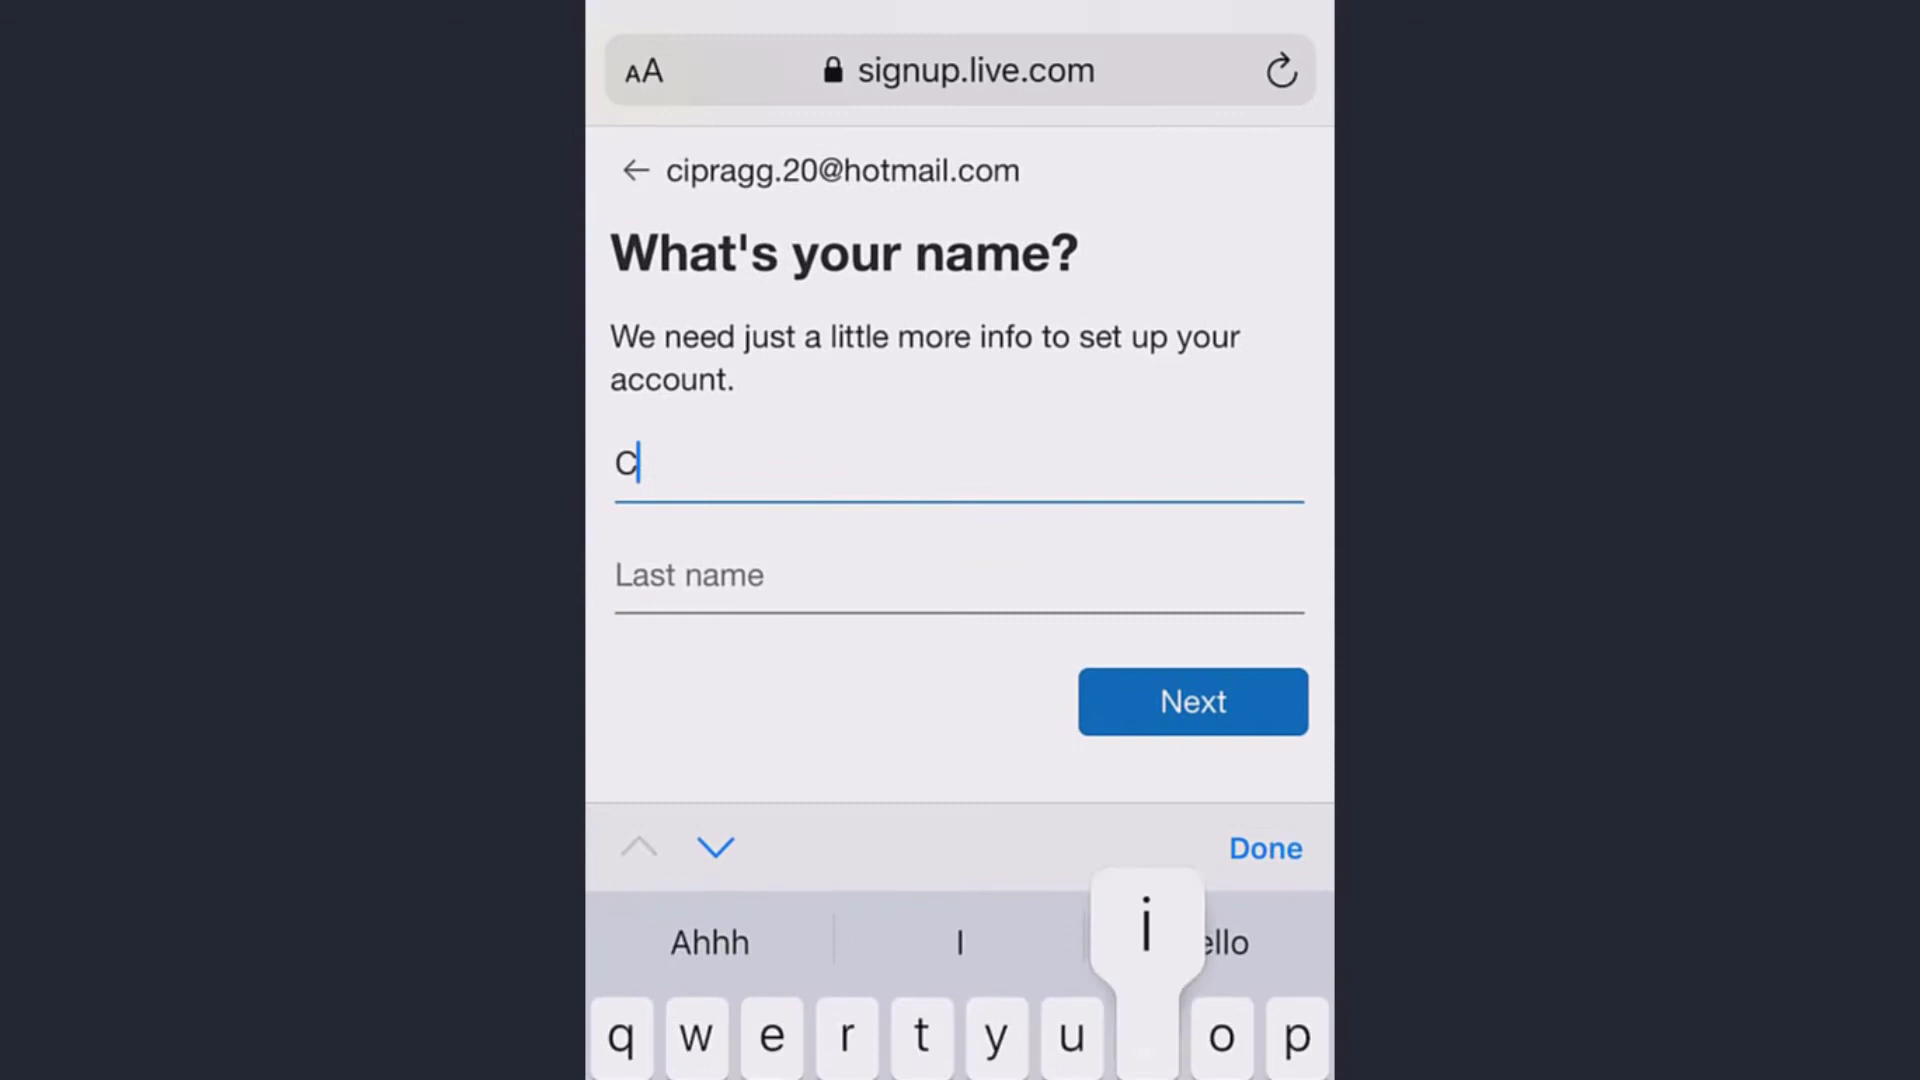 AA signup.live.com
← cipragg.20@hotmail.com
What's your name?
We need just a little more info to set up your
account.
C
Last name
Next
Done
Ahhh I ello
i
q w e r t y u o p